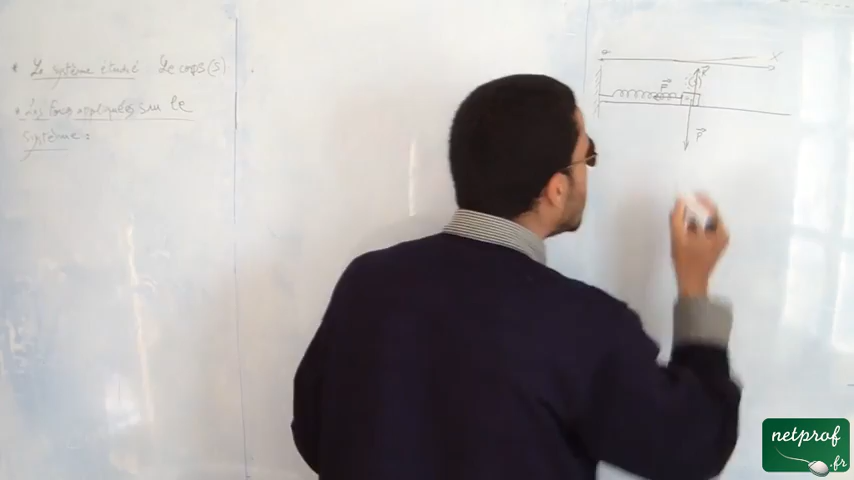 * Le système étudié Le corps (S)
* Les forces appliquées sur le
système :
o X
R
F
P
netprof
.fr